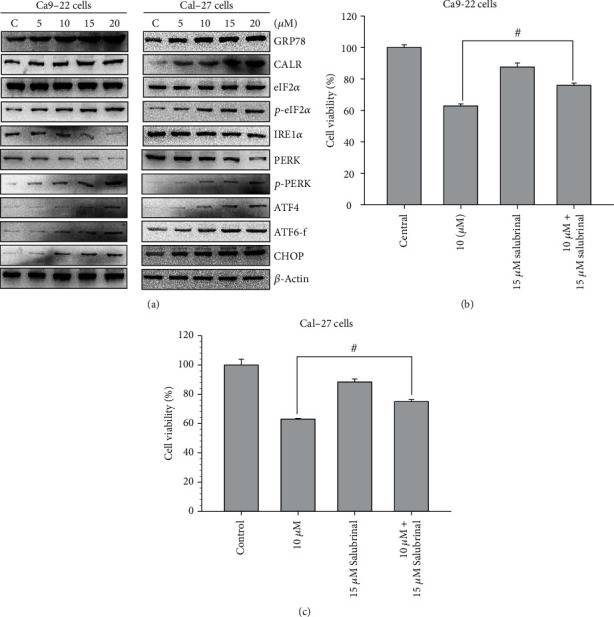 Ca9–22 cells
Cal–27 cells
C 5 10 15 20
C 5 10 15 20 (μM)
GRP78
CALR
eIF2α
p-eIF2α
IRE1α
PERK
p-PERK
ATF4
ATF6-f
CHOP
β-Actin
(a)
Ca9-22 cells
Cell viability (%)
120
100
80
60
40
20
0
#
Central
10 (μM)
15 μM salubrinal
10 μM +
15 μM salubrinal
(b)
Cal–27 cells
Cell viability (%)
120
100
80
60
40
20
0
#
Control
10 μM
15 μM Salubrinal
10 μM +
15 μM Salubrinal
(c)